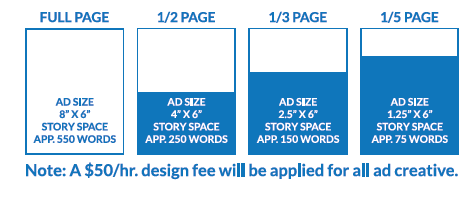 FULL PAGE
AD SIZE
8" X 6"
STORY SPACE
APP. 550 WORDS
1/2 PAGE
AD SIZE
4" X 6"
STORY SPACE
APP. 250 WORDS
1/3 PAGE
AD SIZE
2.5" X 6"
STORY SPACE
APP. 150 WORDS
1/5 PAGE
AD SIZE
1.25" X 6"
STORY SPACE
APP. 75 WORDS
Note: A $50/hr. design fee will be applied for all ad creative.